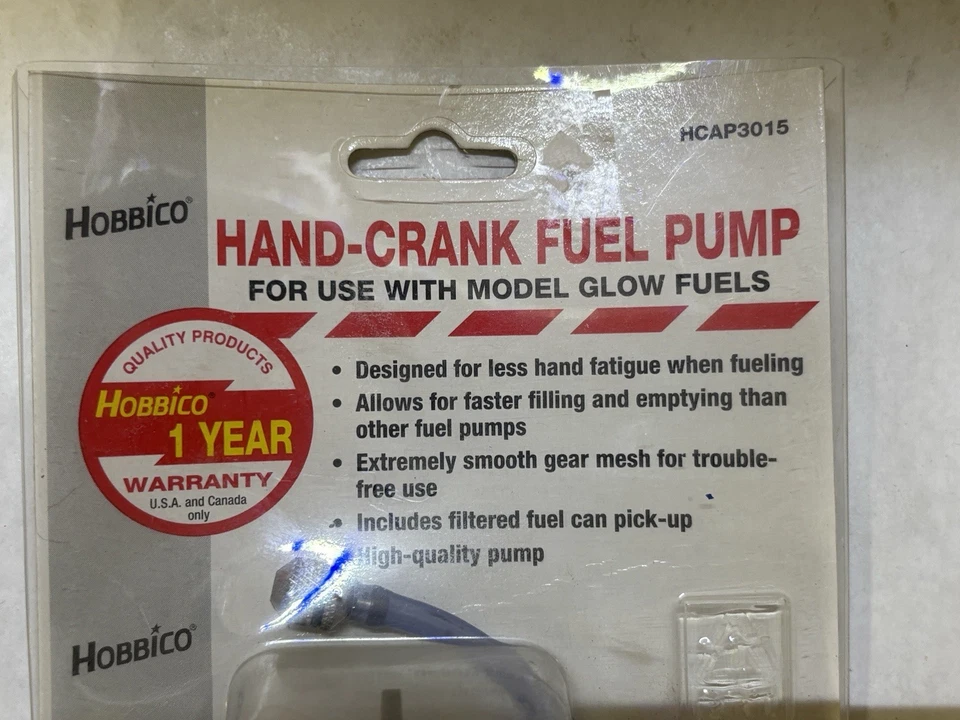 HCAP3015
HOBBICO®
HAND-CRANK FUEL PUMP
FOR USE WITH MODEL GLOW FUELS
QUALITY PRODUCTS
HOBBICO®
1 YEAR
WARRANTY
U.S.A. and Canada
only
• Designed for less hand fatigue when fueling
• Allows for faster filling and emptying than
other fuel pumps
• Extremely smooth gear mesh for trouble-
free use
• Includes filtered fuel can pick-up
High-quality pump
HOBBICO®